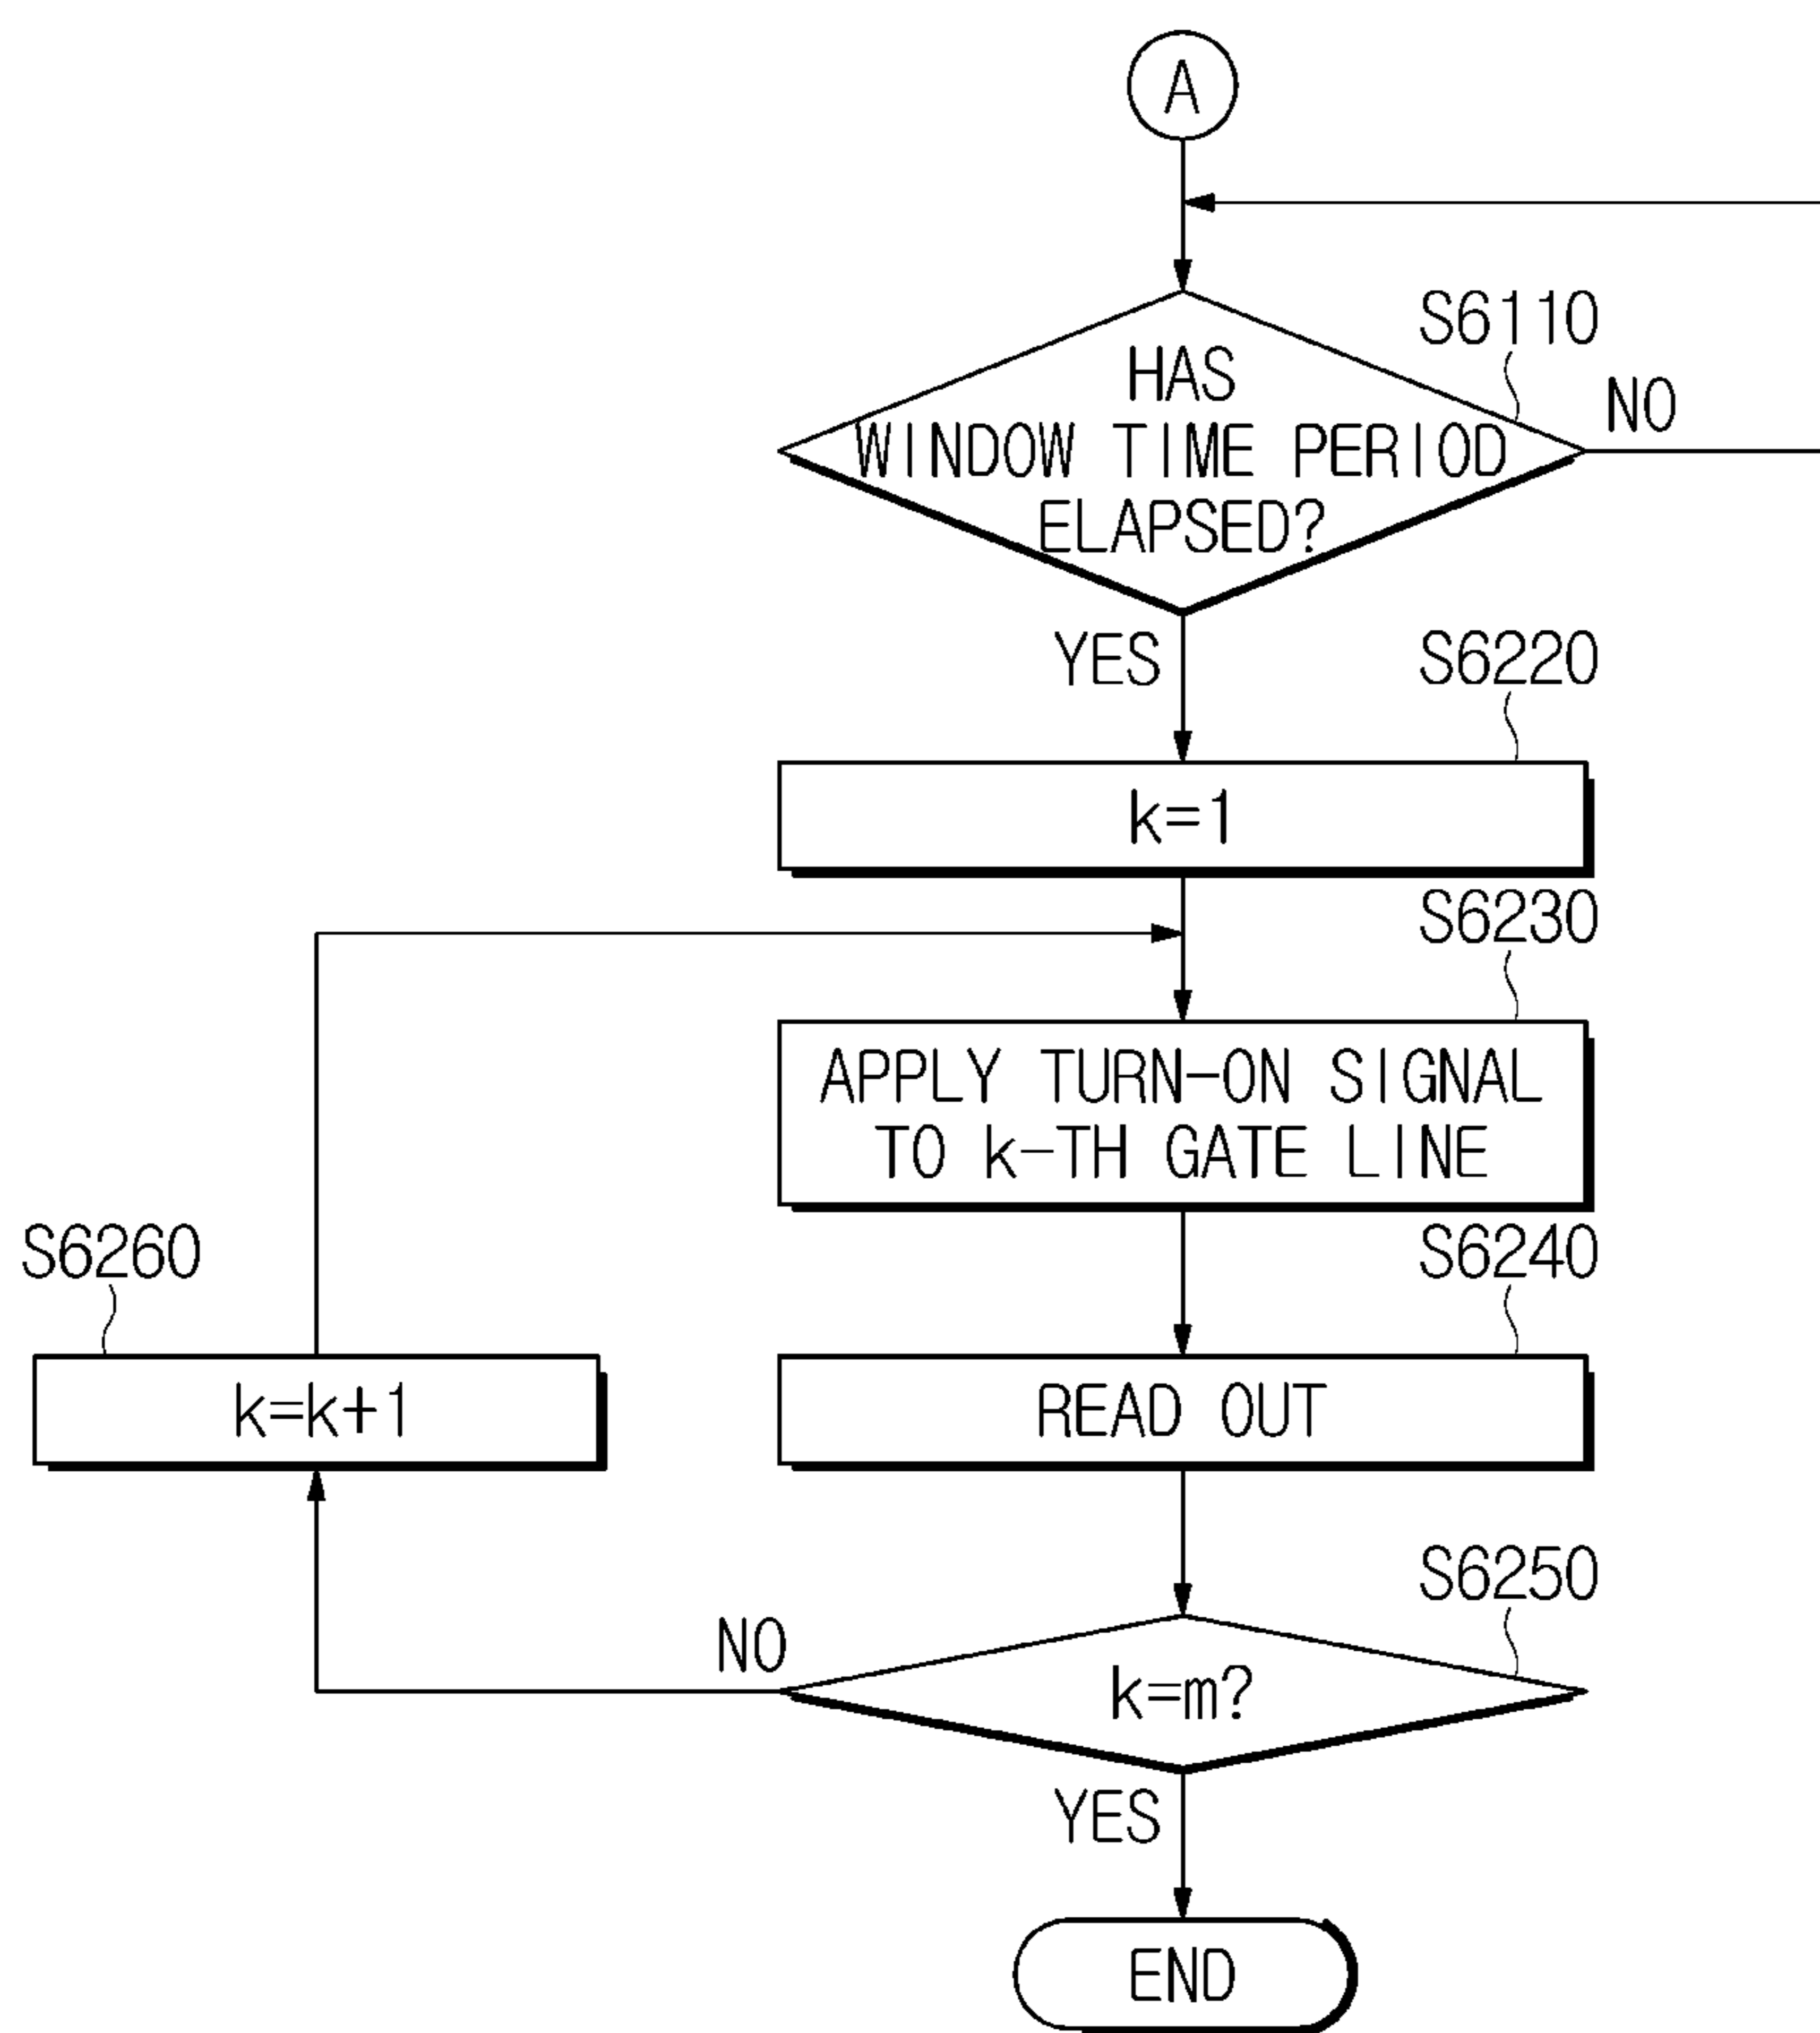 A
S6110
HAS
WINDOW TIME PERIOD
ELAPSED?
NO
YES
S6220
k=1
S6230
APPLY TURN-ON SIGNAL
TO k-TH GATE LINE
S6260
S6240
k=k+1
READ OUT
S6250
NO
k=m?
YES
END